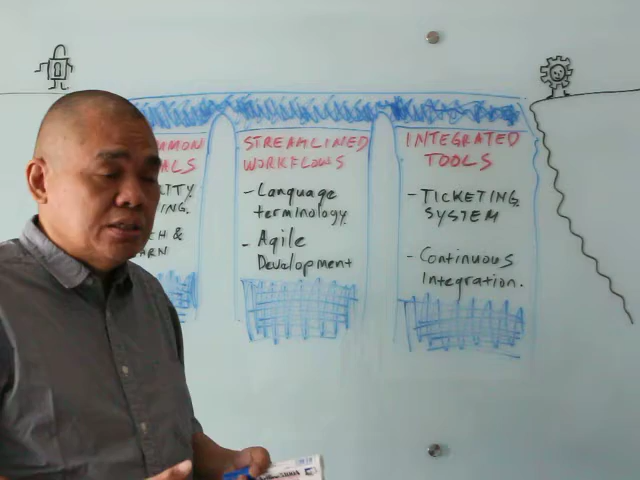 STREAMLINED
WORKFLOWS
- Language
terminology
- Agile
Development
INTEGRATED
TOOLS
- TICKETING
SYSTEM
- Continuous
Integration.